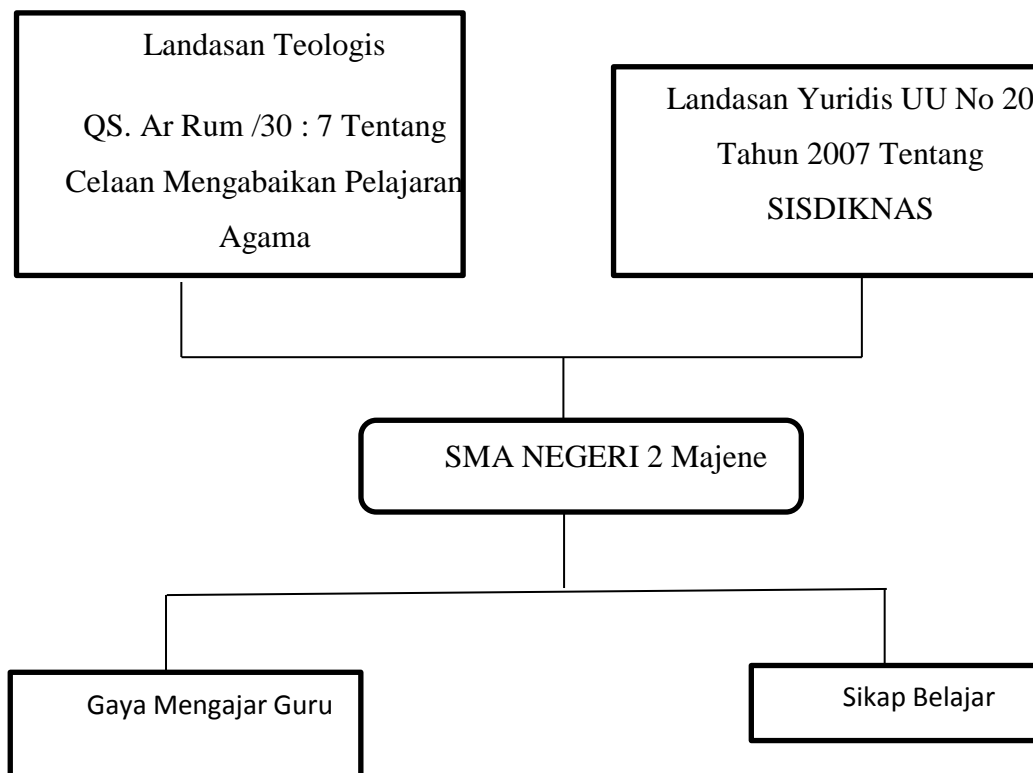 Landasan Teologis
QS. Ar Rum /30 : 7 Tentang
Celaan Mengabaikan Pelajaran
Agama
Landasan Yuridis UU No 20
Tahun 2007 Tentang
SISDIKNAS
SMA NEGERI 2 Majene
Gaya Mengajar Guru
Sikap Belajar